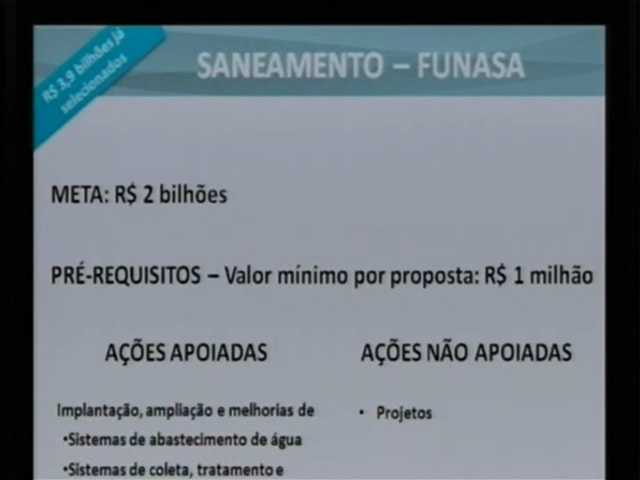 R$ 3,9 bilhões já
selecionados
SANEAMENTO – FUNASA
META: R$ 2 bilhões
PRÉ-REQUISITOS – Valor mínimo por proposta: R$ 1 milhão
AÇÕES APOIADAS
AÇÕES NÃO APOIADAS
Implantação, ampliação e melhorias de
•Sistemas de abastecimento de água
•Sistemas de coleta, tratamento e
• Projetos